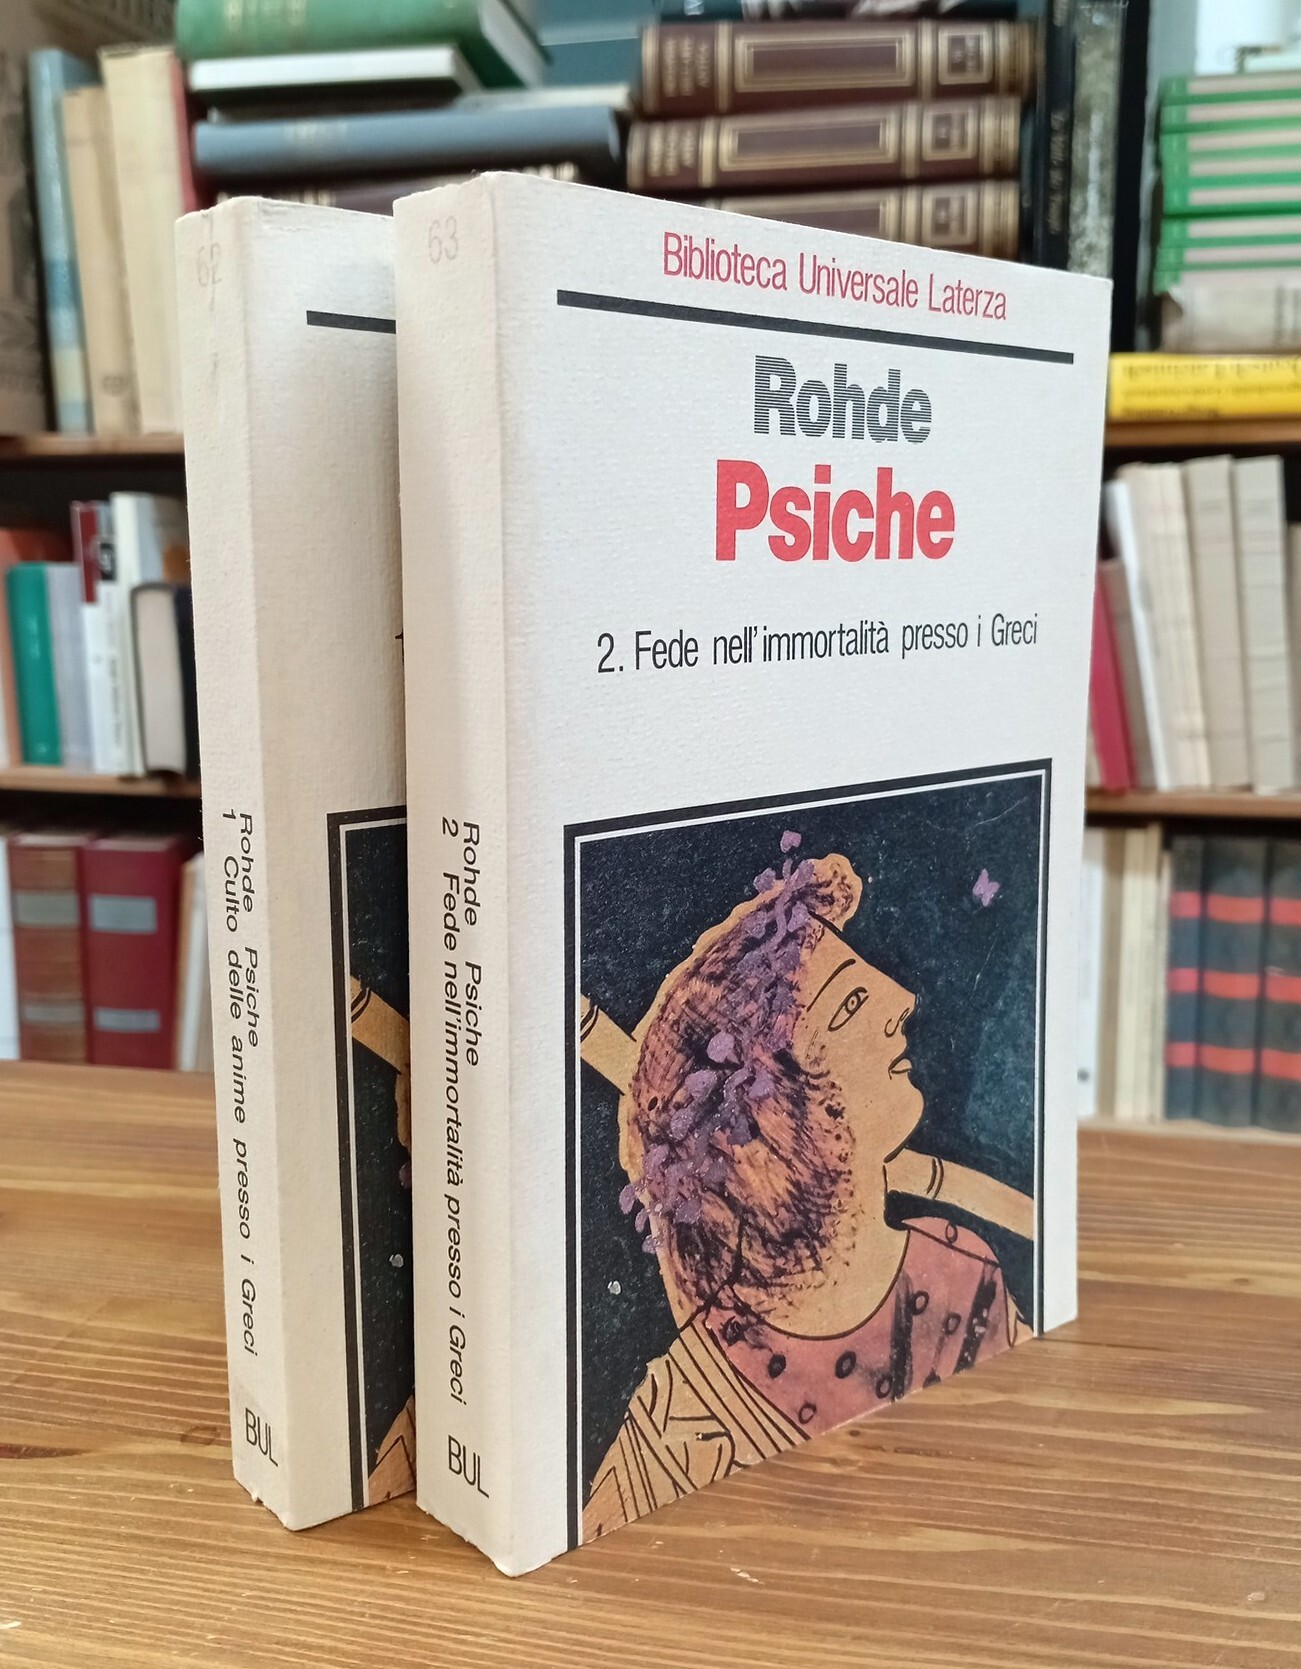 62
Rohde Psiche
1 Culto delle anime presso i Greci
BUL
63
Rohde Psiche
2 Fede nell'immortalità presso i Greci
BUL
Biblioteca Universale Laterza
Rohde
Psiche
2. Fede nell'immortalità presso i Greci